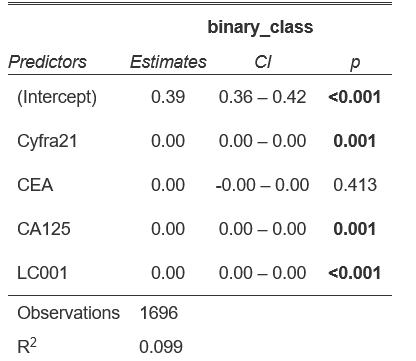 binary_class
Predictors Estimates CI p
(Intercept) 0.39 0.36 – 0.42 <0.001
Cyfra21 0.00 0.00 – 0.00 0.001
CEA 0.00 -0.00 – 0.00 0.413
CA125 0.00 0.00 – 0.00 0.001
LC001 0.00 0.00 – 0.00 <0.001
Observations 1696
R² 0.099